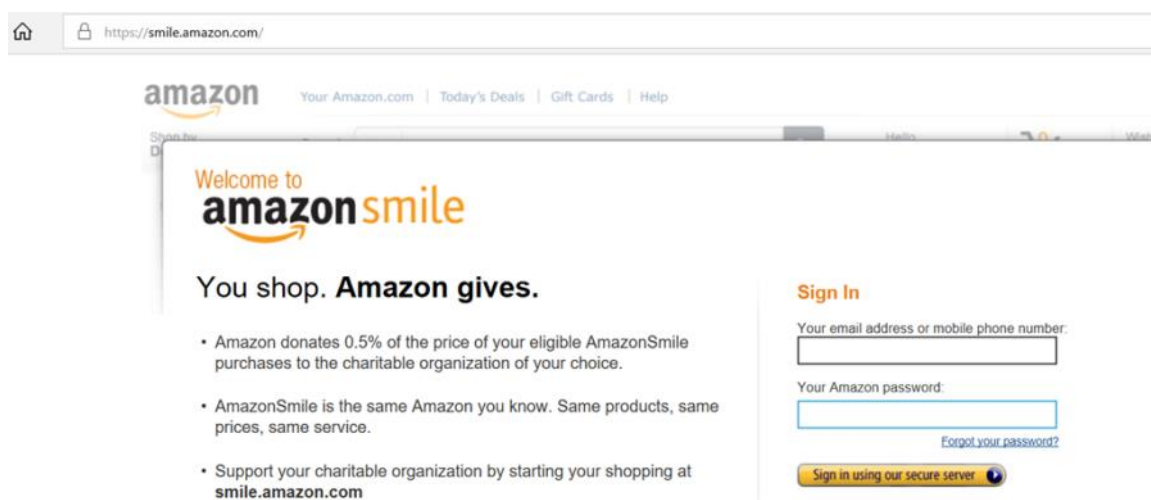 https://smile.amazon.com/
amazon
Your Amazon.com | Today's Deals | Gift Cards | Help
Shop by
Hello
Welcome to
amazonsmile
You shop. Amazon gives.
• Amazon donates 0.5% of the price of your eligible AmazonSmile
purchases to the charitable organization of your choice.
• AmazonSmile is the same Amazon you know. Same products, same
prices, same service.
• Support your charitable organization by starting your shopping at
smile.amazon.com
Sign In
Your email address or mobile phone number:
Your Amazon password:
Forgot your password?
Sign in using our secure server